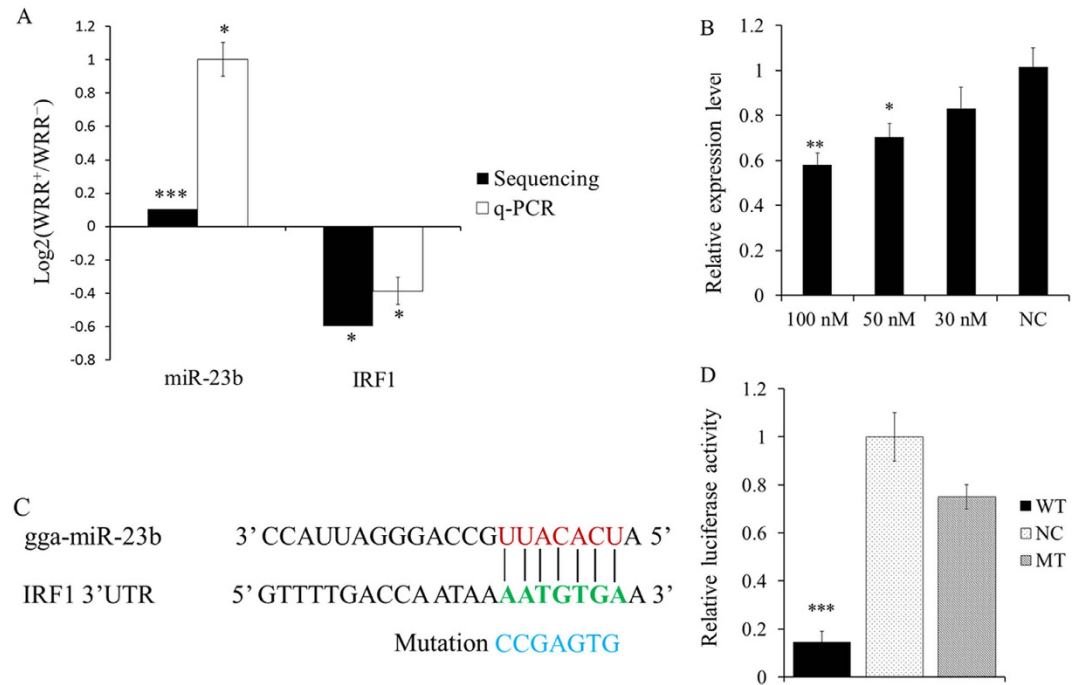 A
Log2(WRR⁺/WRR⁻)
1.2
1
0.8
0.6
0.4
0.2
0
-0.2
-0.4
-0.6
-0.8
***
*
*
*
miR-23b
IRF1
Sequencing
q-PCR
B
Relative expression level
1.2
1
0.8
0.6
0.4
0.2
0
**
*
100 nM
50 nM
30 nM
NC
C
gga-miR-23b 3’ CCAUUAGGGACCGUUACACUA 5’
IRF1 3’UTR 5’ GTTTTGACCA ATAAAATGTGAA 3’
Mutation CCGAGTG
D
Relative luciferase activity
1.2
1
0.8
0.6
0.4
0.2
0
***
WT
NC
MT